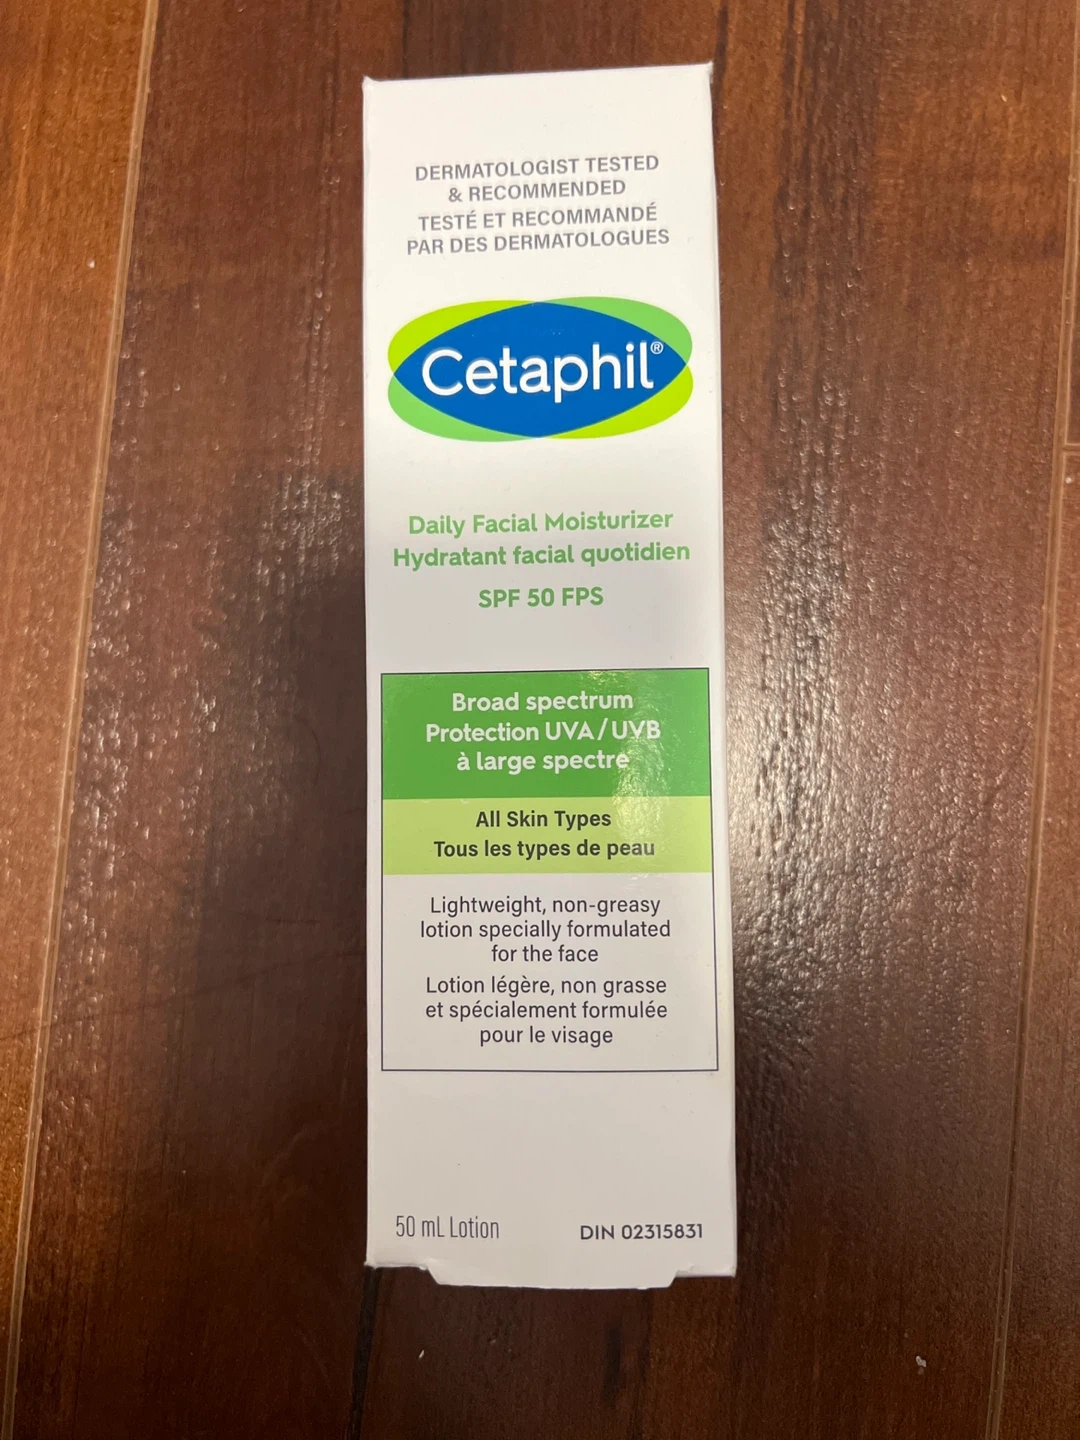 DERMATOLOGIST TESTED
& RECOMMENDED
TESTÉ ET RECOMMANDÉ
PAR DES DERMATOLOGUES
Cetaphil®
Daily Facial Moisturizer
Hydratant facial quotidien
SPF 50 FPS
Broad spectrum
Protection UVA/UVB
à large spectre
All Skin Types
Tous les types de peau
Lightweight, non-greasy
lotion specially formulated
for the face
Lotion légère, non grasse
et spécialement formulée
pour le visage
50 mL Lotion
DIN 02315831